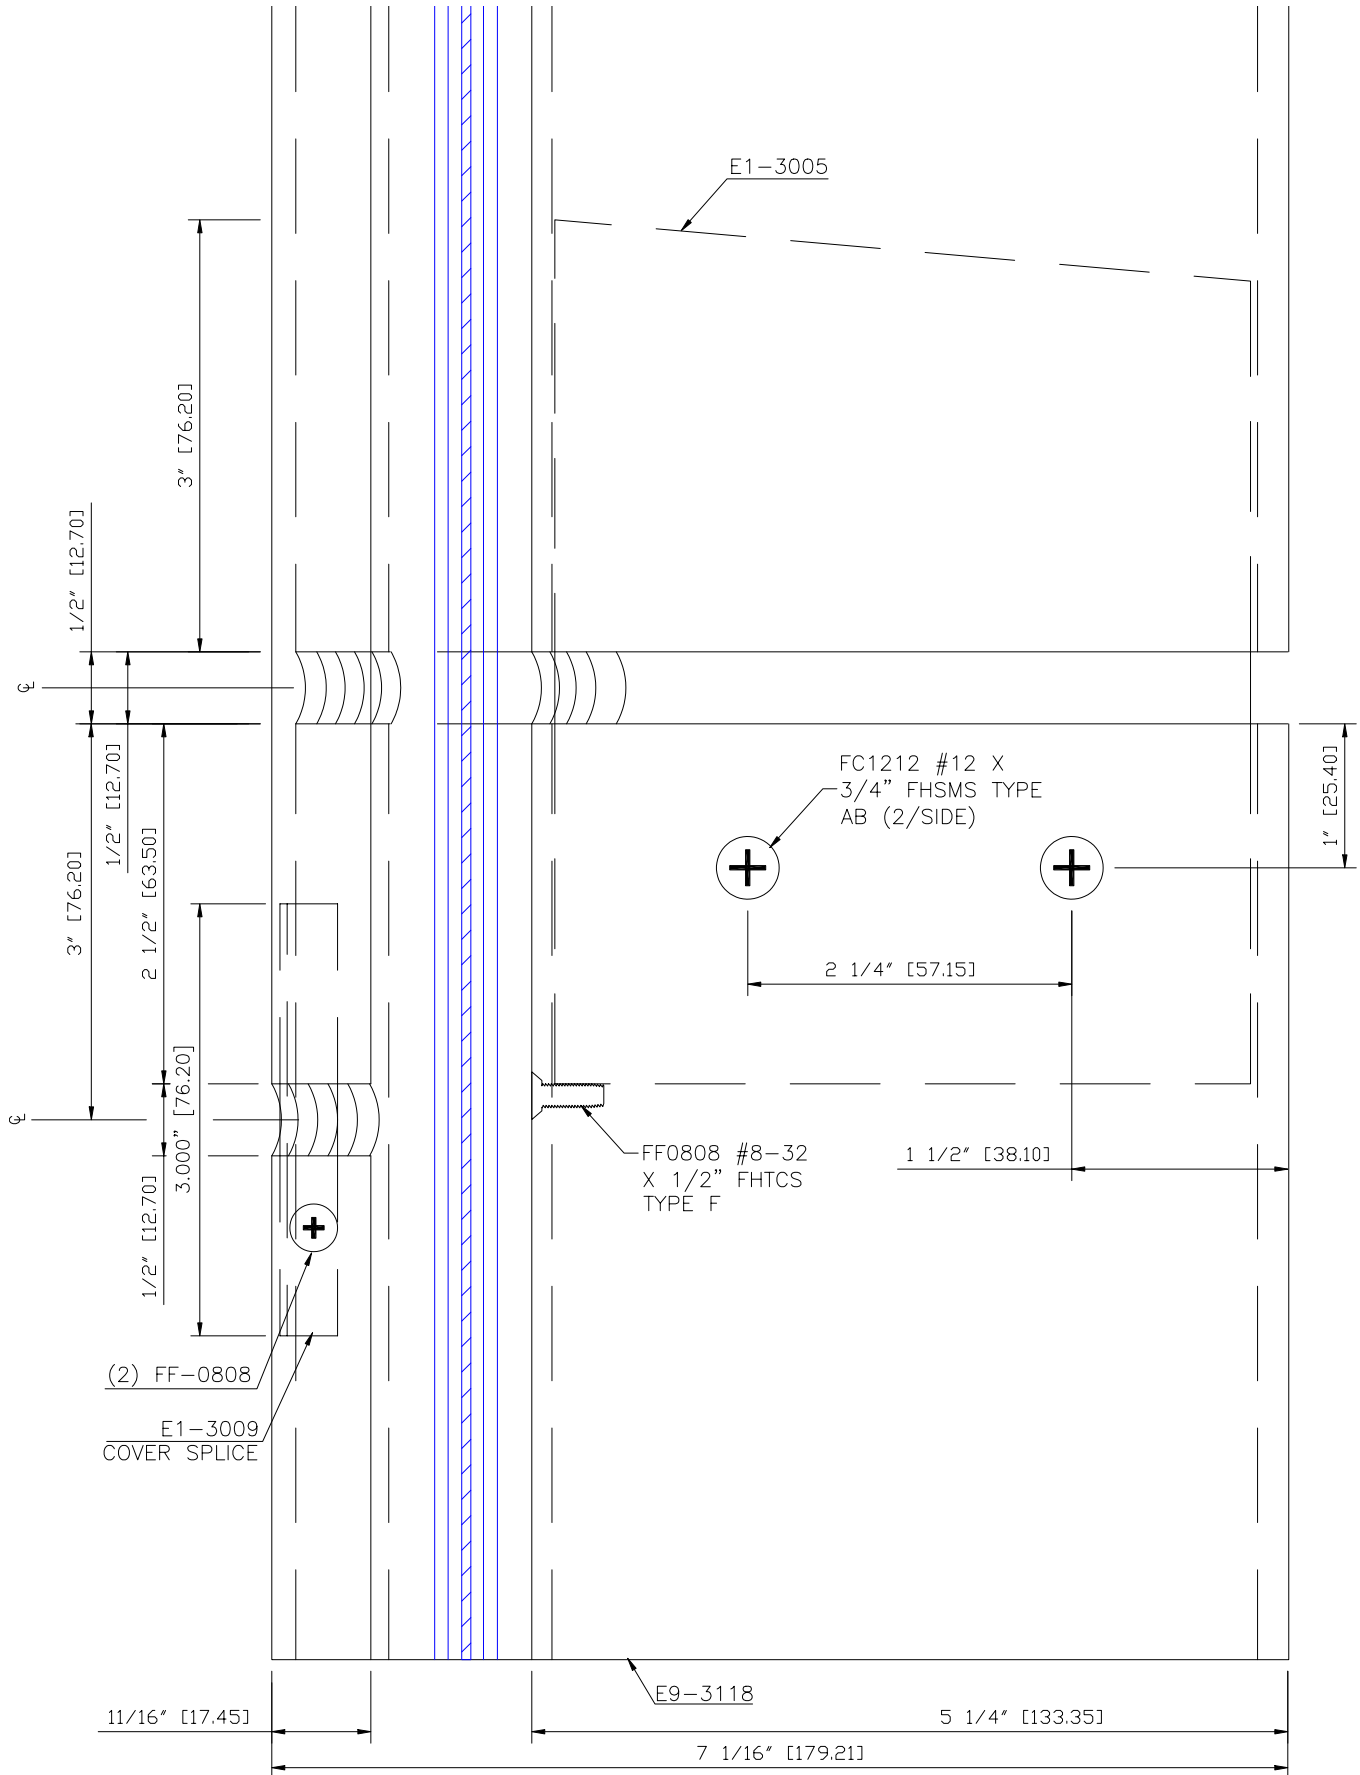 E1-3005
3" [76.20]
1/2" [12.70]
℄
1/2" [12.70]
FC1212 #12 X
3/4" FHSMS TYPE
AB (2/SIDE)
1" [25.40]
3" [76.20]
2 1/2" [63.50]
2 1/4" [57.15]
3.000" [76.20]
℄
FF0808 #8-32
X 1/2" FHTCS
TYPE F
1 1/2" [38.10]
1/2" [12.70]
(2) FF-0808
E1-3009
COVER SPLICE
E9-3118
11/16" [17.45]
5 1/4" [133.35]
7 1/16" [179.21]